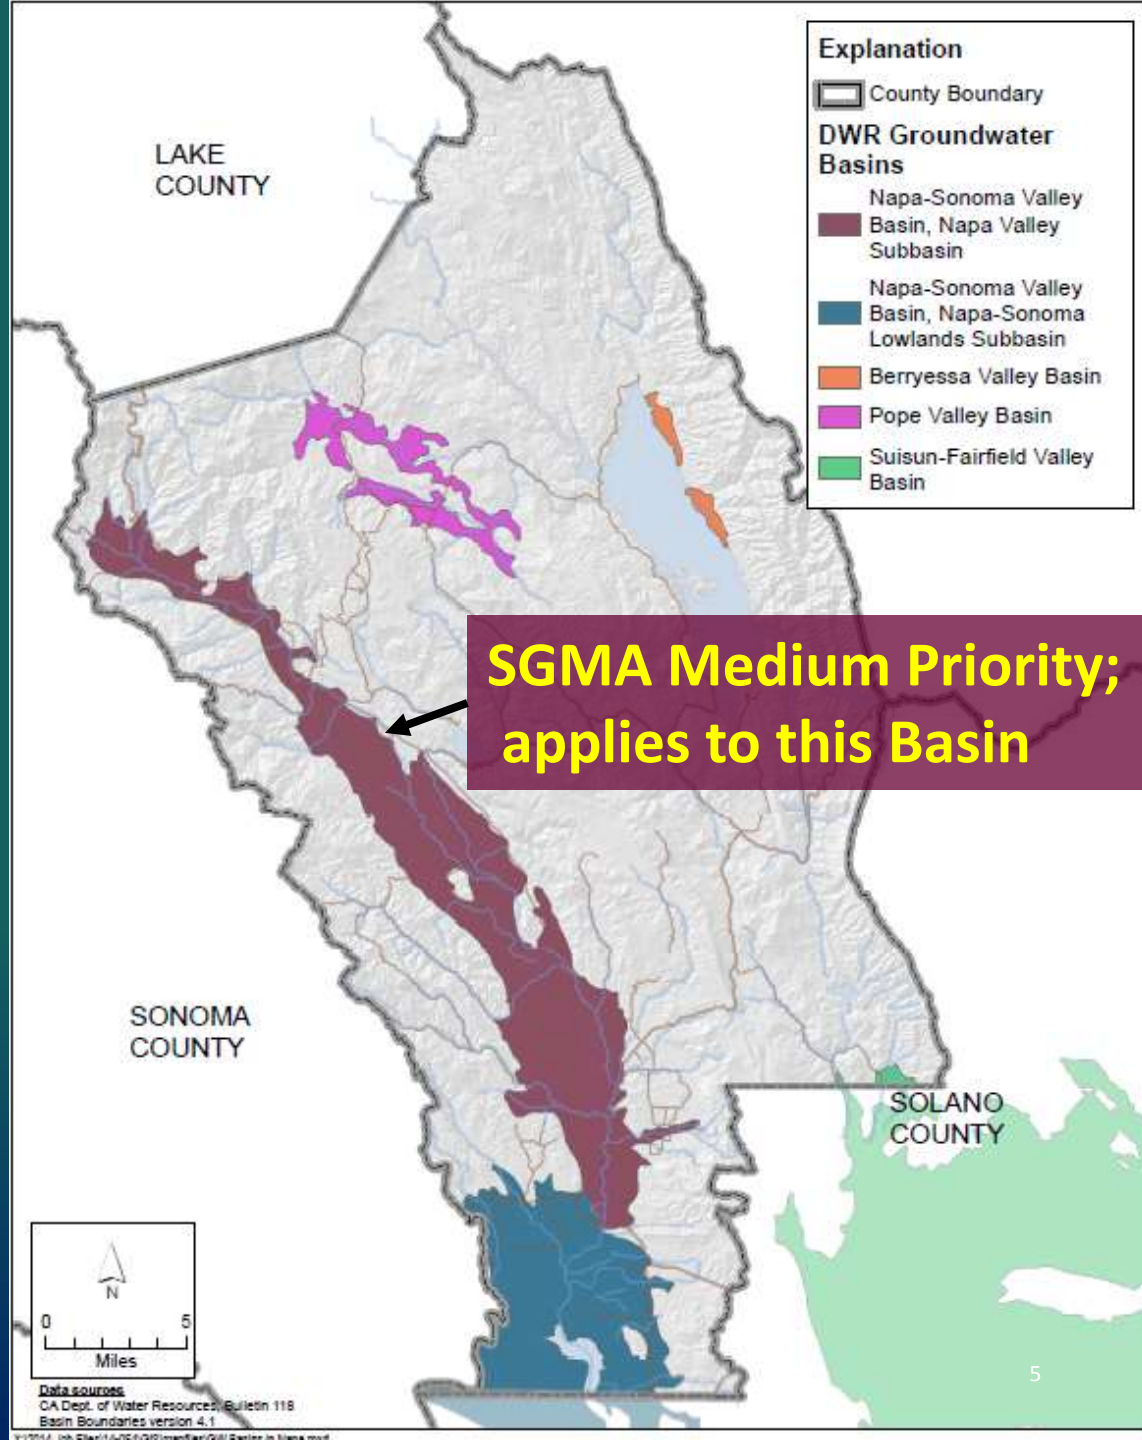 Explanation
County Boundary
DWR Groundwater
Basins
Napa-Sonoma Valley
Basin, Napa Valley
Subbasin
Napa-Sonoma Valley
Basin, Napa-Sonoma
Lowlands Subbasin
Berryessa Valley Basin
Pope Valley Basin
Suisun-Fairfield Valley
Basin
LAKE
COUNTY
SGMA Medium Priority;
applies to this Basin
SONOMA
COUNTY
SOLANO
COUNTY
N
0 5
Miles
Data sources
CA Dept. of Water Resources, Bulletin 118
Basin Boundaries version 4.1
5